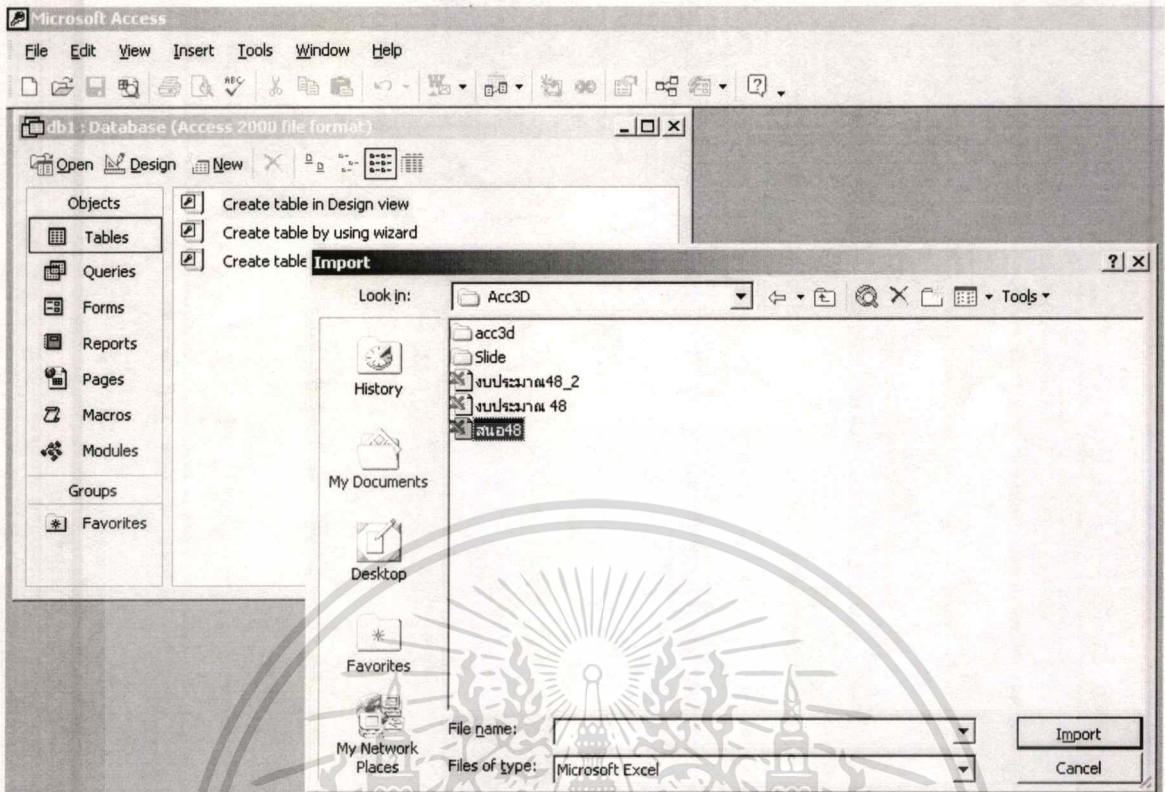 Microsoft Access
File Edit View Insert Tools Window Help
db1 : Database (Access 2000 file format)
Open Design New
Objects
Tables
Queries
Forms
Reports
Pages
Macros
Modules
Groups
Favorites
Create table in Design view
Create table by using wizard
Create table
Import
Look in: Acc3D Tools
History
My Documents
Desktop
Favorites
My Network Places
acc3d
Slide
งบประมาณ48_2
งบประมาณ 48
สนอ48
File name: Import
Files of type: Microsoft Excel Cancel